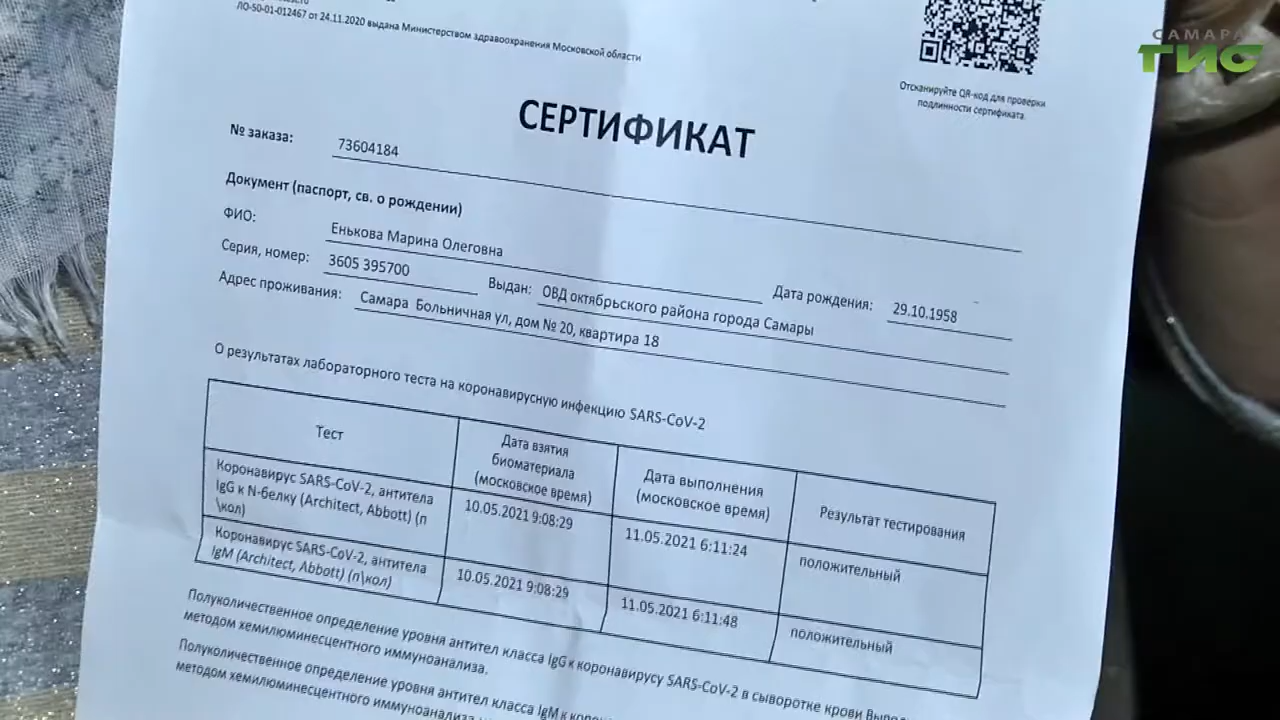 ЛО-50-01-012467 от 24.11.2020 выдана Министерством здравоохранения Московской области
САМАРА
ГИС
Отсканируйте QR-код для проверки
подлинности сертификата.
СЕРТИФИКАТ
№ заказа: 73604184
Документ (паспорт, св. о рождении)
ФИО: Енькова Марина Олеговна
Дата рождения: 29.10.1958
Серия, номер: 3605 395700 Выдан: ОВД октябрьского района города Самары
Адрес проживания: Самара Больничная ул, дом № 20, квартира 18
О результатах лабораторного теста на коронавирусную инфекцию SARS-CoV-2
Тест
Дата взятия
биоматериала
(московское время)
Дата выполнения
(московское время)
Результат тестирования
Коронавирус SARS-CoV-2, антитела
IgG к N-белку (Architect, Abbott) (п
\кол)
10.05.2021 9:08:29
11.05.2021 6:11:24
положительный
Коронавирус SARS-CoV-2, антитела
IgM (Architect, Abbott) (п\кол)
10.05.2021 9:08:29
11.05.2021 6:11:48
положительный
Полуколичественное определение уровня антител класса IgG к коронавирусу SARS-CoV-2 в сыворотке крови
методом хемилюминесцентного иммуноанализа.
Полуколичественное определение уровня антител класса IgM к
методом хемилюминесцентного иммуноанализа